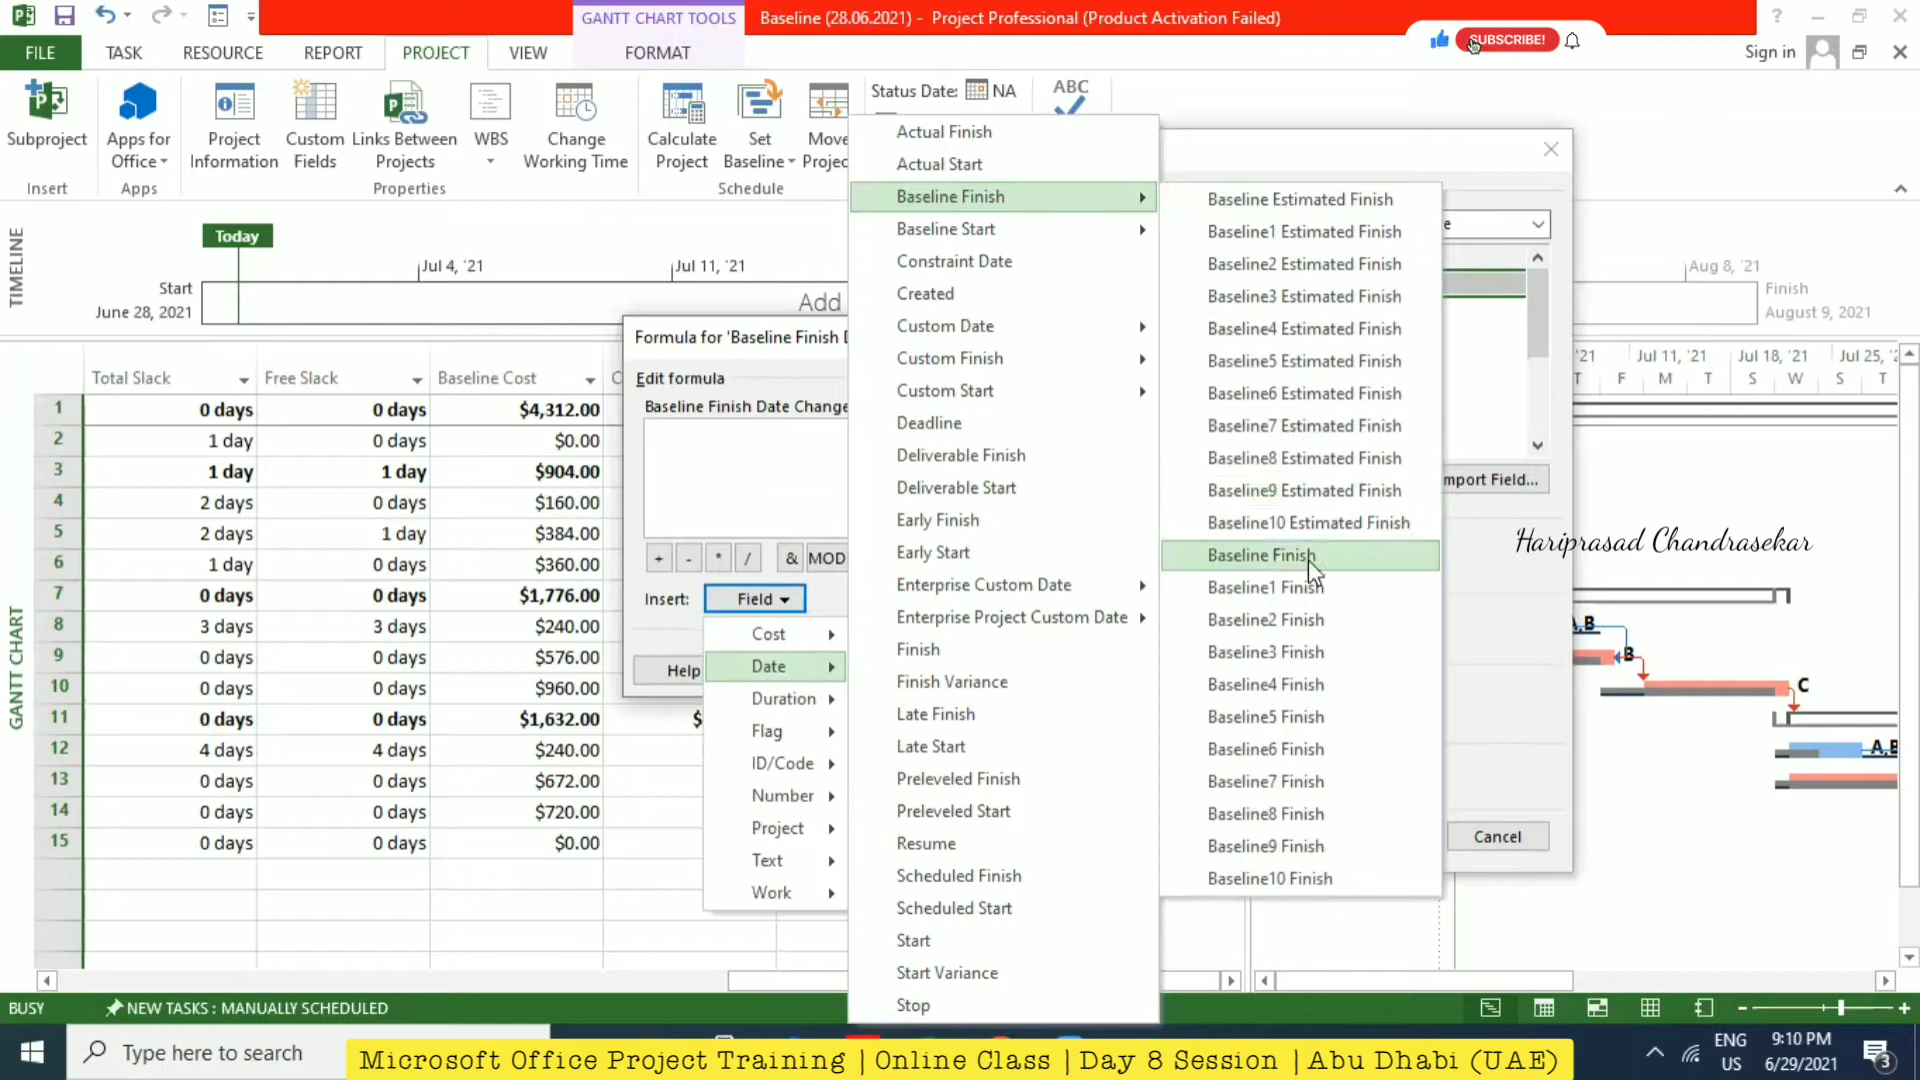 GANTT CHART TOOLS
Baseline (28.06.2021) - Project Professional (Product Activation Failed)
FILE
TASK
RESOURCE
REPORT
PROJECT
VIEW
FORMAT
SUBSCRIBE!
Sign in
Subproject
Apps for Office
Project Information
Custom Fields
Links Between Projects
WBS
Change Working Time
Calculate Project
Set Baseline
Move
Status Date: NA
ABC
Insert
Apps
Properties
Schedule
TIMELINE
Today
Jul 4, '21
Jul 11, '21
Aug 8, '21
Start
June 28, 2021
Add
Finish
August 9, 2021
GANTT CHART
Total Slack
Free Slack
Baseline Cost
1 0 days 0 days $4,312.00
2 1 day 0 days $0.00
3 1 day 1 day $904.00
4 2 days 0 days $160.00
5 2 days 1 day $384.00
6 1 day 0 days $360.00
7 0 days 0 days $1,776.00
8 3 days 3 days $240.00
9 0 days 0 days $576.00
10 0 days 0 days $960.00
11 0 days 0 days $1,632.00 $
12 4 days 4 days $240.00
13 0 days 0 days $672.00
14 0 days 0 days $720.00
15 0 days 0 days $0.00
Formula for 'Baseline Finish
Edit formula
Baseline Finish Date Change
+ - * / & MOD
Insert:
Field
Help
Cost
Date
Duration
Flag
ID/Code
Number
Project
Text
Work
Actual Finish
Actual Start
Baseline Finish
Baseline Start
Constraint Date
Created
Custom Date
Custom Finish
Custom Start
Deadline
Deliverable Finish
Deliverable Start
Early Finish
Early Start
Enterprise Custom Date
Enterprise Project Custom Date
Finish
Finish Variance
Late Finish
Late Start
Preleveled Finish
Preleveled Start
Resume
Scheduled Finish
Scheduled Start
Start
Start Variance
Stop
Baseline Estimated Finish
Baseline1 Estimated Finish
Baseline2 Estimated Finish
Baseline3 Estimated Finish
Baseline4 Estimated Finish
Baseline5 Estimated Finish
Baseline6 Estimated Finish
Baseline7 Estimated Finish
Baseline8 Estimated Finish
Baseline9 Estimated Finish
Baseline10 Estimated Finish
Baseline Finish
Baseline1 Finish
Baseline2 Finish
Baseline3 Finish
Baseline4 Finish
Baseline5 Finish
Baseline6 Finish
Baseline7 Finish
Baseline8 Finish
Baseline9 Finish
Baseline10 Finish
Field...
Cancel
'21 Jul 11, '21 Jul 18, '21 Jul 25,
T F M T S W S T
Hariprasad Chandrasekar
A,B
B
C
BUSY
NEW TASKS : MANUALLY SCHEDULED
Type here to search
Microsoft Office Project Training | Online Class | Day 8 Session | Abu Dhabi (UAE)
ENG
US
9:10 PM
6/29/2021
3